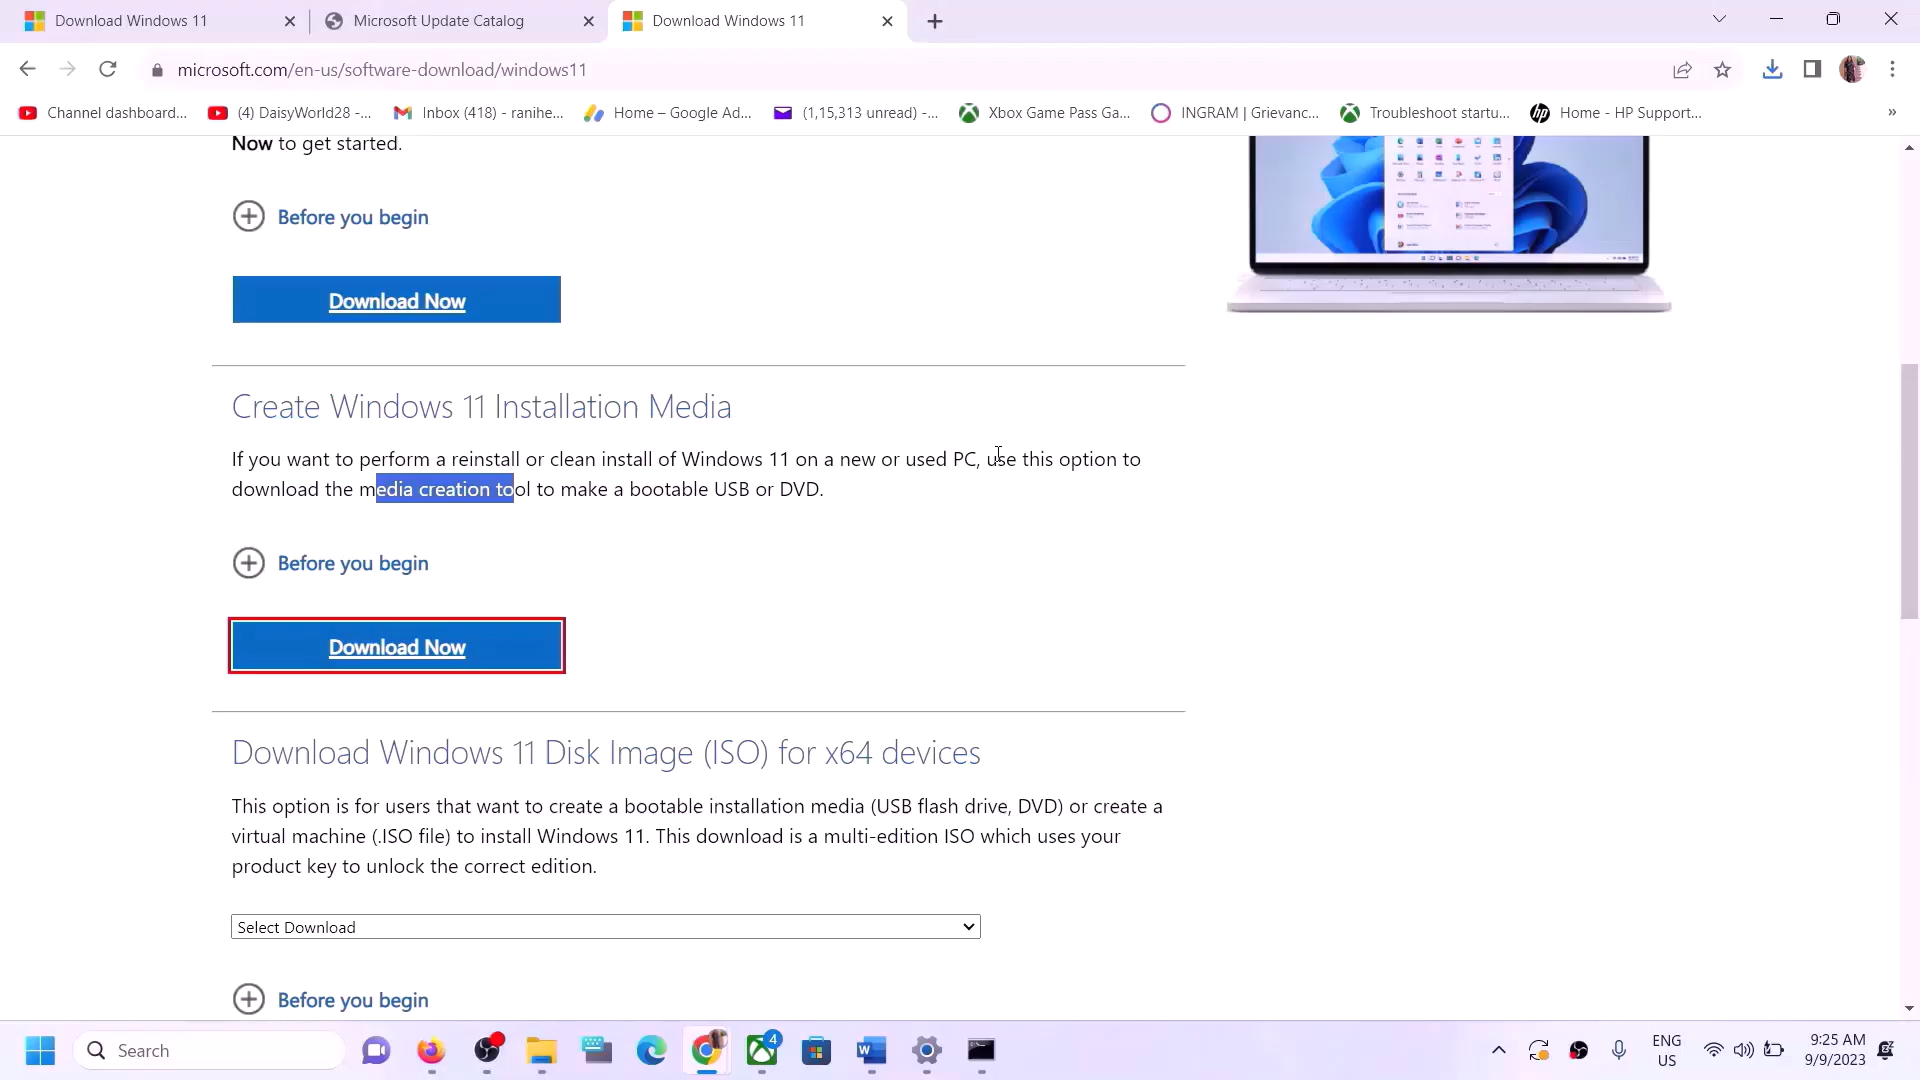 Download Windows 11
Microsoft Update Catalog
Download Windows 11
microsoft.com/en-us/software-download/windows11
Channel dashboard...
(4) DaisyWorld28 -...
Inbox (418) - ranihe...
Home – Google Ad...
(1,15,313 unread) -...
Xbox Game Pass Ga...
INGRAM | Grievanc...
Troubleshoot startu...
Home - HP Support...
»
Now to get started.
Before you begin
Download Now
Create Windows 11 Installation Media
If you want to perform a reinstall or clean install of Windows 11 on a new or used PC, use this option to
download the media creation tool to make a bootable USB or DVD.
Before you begin
Download Now
Download Windows 11 Disk Image (ISO) for x64 devices
This option is for users that want to create a bootable installation media (USB flash drive, DVD) or create a
virtual machine (.ISO file) to install Windows 11. This download is a multi-edition ISO which uses your
product key to unlock the correct edition.
Select Download
Before you begin
Search
4
ENG
US
9:25 AM
9/9/2023